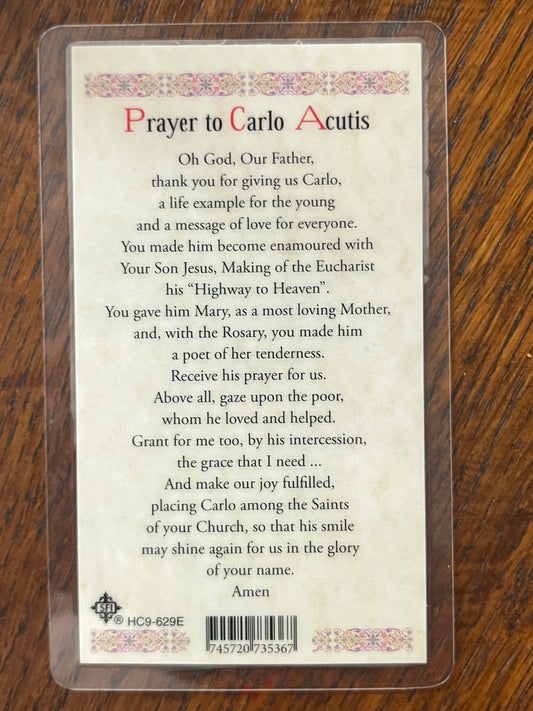 Prayer to Carlo Acutis
Oh God, Our Father,
thank you for giving us Carlo,
a life example for the young
and a message of love for everyone.
You made him become enamoured with
Your Son Jesus, Making of the Eucharist
his “Highway to Heaven”.
You gave him Mary, as a most loving Mother,
and, with the Rosary, you made him
a poet of her tenderness.
Receive his prayer for us.
Above all, gaze upon the poor,
whom he loved and helped.
Grant for me too, by his intercession,
the grace that I need ...
And make our joy fulfilled,
placing Carlo among the Saints
of your Church, so that his smile
may shine again for us in the glory
of your name.
Amen
SFI ® HC9-629E
745720 735367